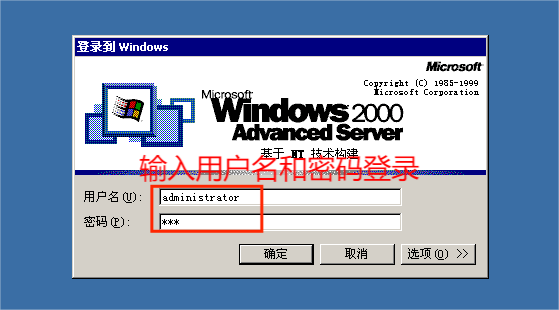 登录到 Windows
Microsoft
Copyright (C) 1985-1999
Microsoft Corporation
Microsoft
Windows 2000
Advanced Server
基于 NT 技术构建
输入用户名和密码登录
用户名(U):
administrator
密码(P):
***
确定
取消
选项(O) >>